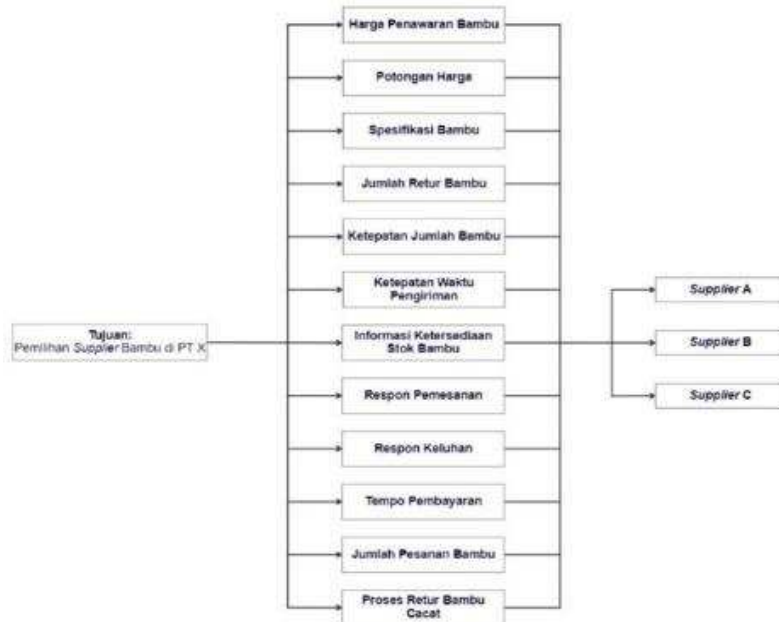 Harga Penawaran Bambu
Potongan Harga
Spesifikasi Bambu
Jumlah Retur Bambu
Ketepatan Jumlah Bambu
Ketepatan Waktu
Pengiriman
Tujuan:
Pemilihan Supplier Bambu di PT X
Informasi Ketersediaan
Stok Bambu
Respon Pemesanan
Respon Keluhan
Tempo Pembayaran
Jumlah Pesanan Bambu
Proses Retur Bambu
Cacat
Supplier A
Supplier B
Supplier C